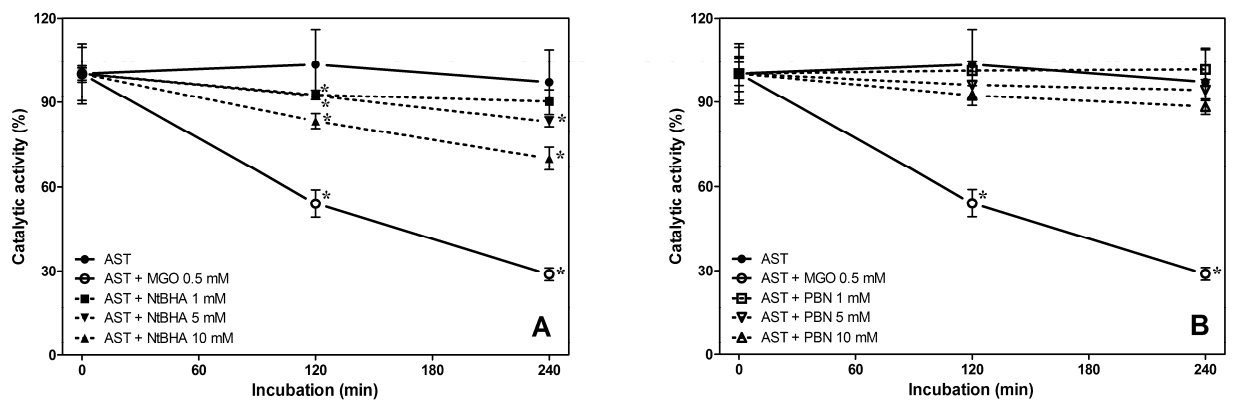 120
90
60
30
0
Catalytic activity (%)
*
*
*
*
*
*
*
AST
AST + MGO 0.5 mM
AST + NtBHA 1 mM
AST + NtBHA 5 mM
AST + NtBHA 10 mM
A
0 60 120 180 240
Incubation (min)
120
90
60
30
0
Catalytic activity (%)
*
*
AST
AST + MGO 0.5 mM
AST + PBN 1 mM
AST + PBN 5 mM
AST + PBN 10 mM
B
0 60 120 180 240
Incubation (min)